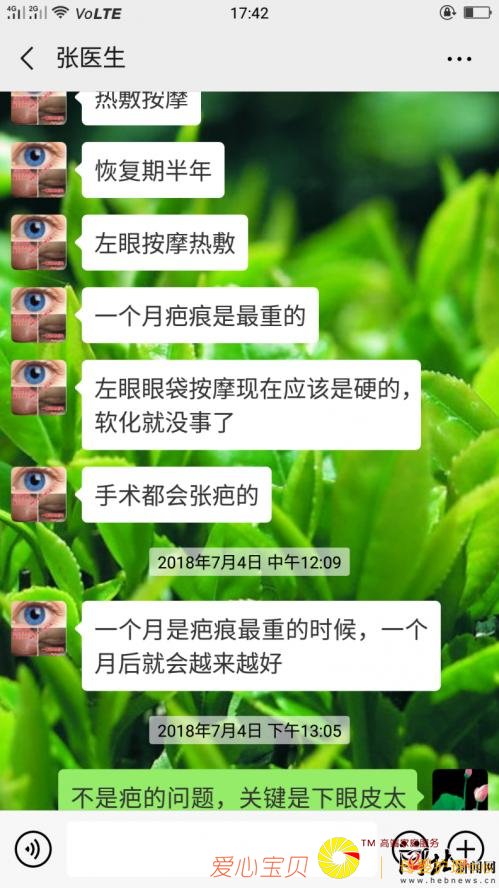 4G 2G VoLTE 17:42
张医生
热敷按摩
恢复期半年
左眼按摩热敷
一个月疤痕是最重的
左眼眼袋按摩现在应该是硬的，
软化就没事了
手术都会张疤的
2018年7月4日 中午12:09
一个月是疤痕最重的时候，一个
月后就会越来越好
2018年7月4日 下午13:05
不是疤的问题，关键是下眼皮太
爱心宝贝
TM 高端家庭服务
新闻网
www.hebnews.cn